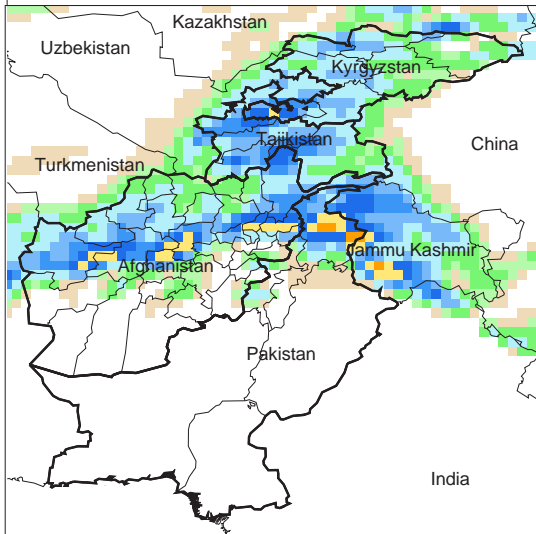 Kazakhstan
Uzbekistan
Kyrgyzstan
Tajikistan
China
Turkmenistan
Jammu Kashmir
Afghanistan
Pakistan
India